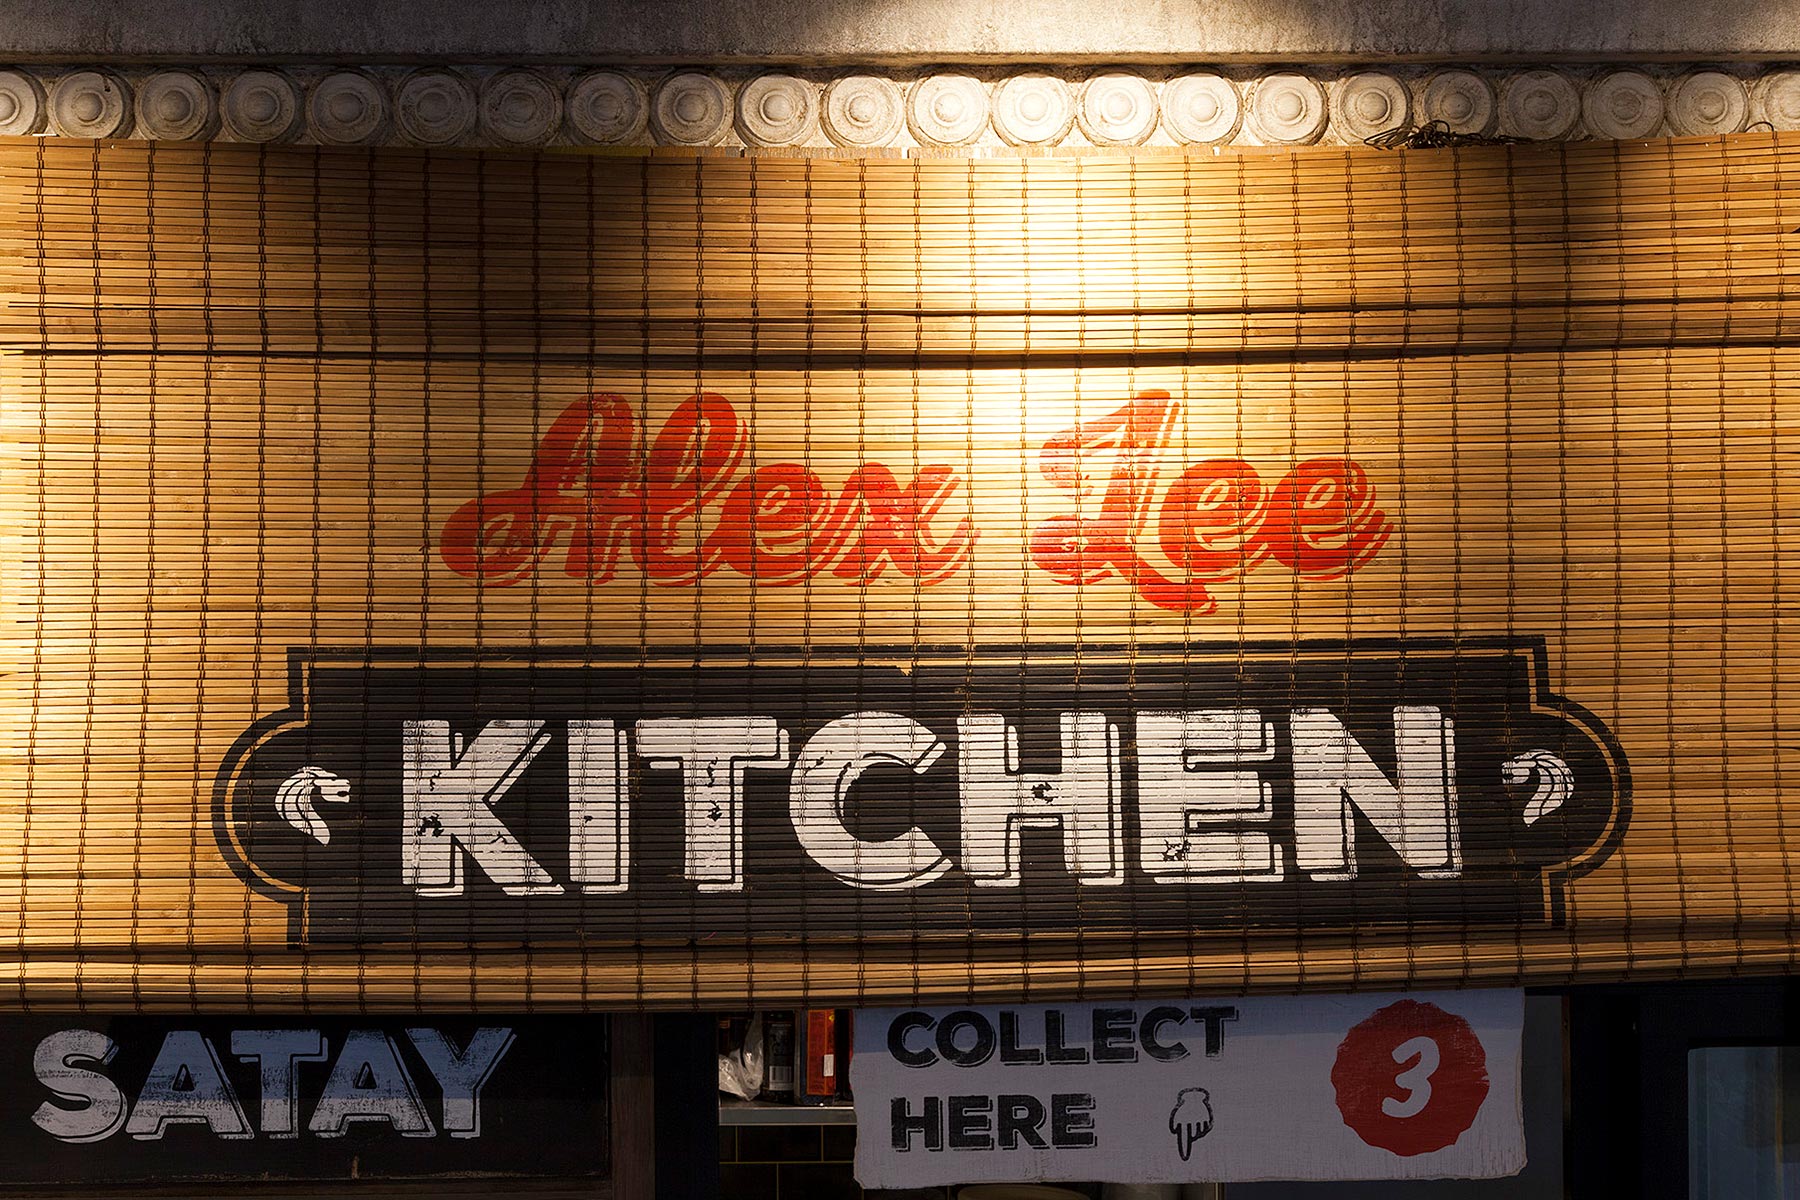 Alex Lee
KITCHEN
SATAY
COLLECT
HERE
3